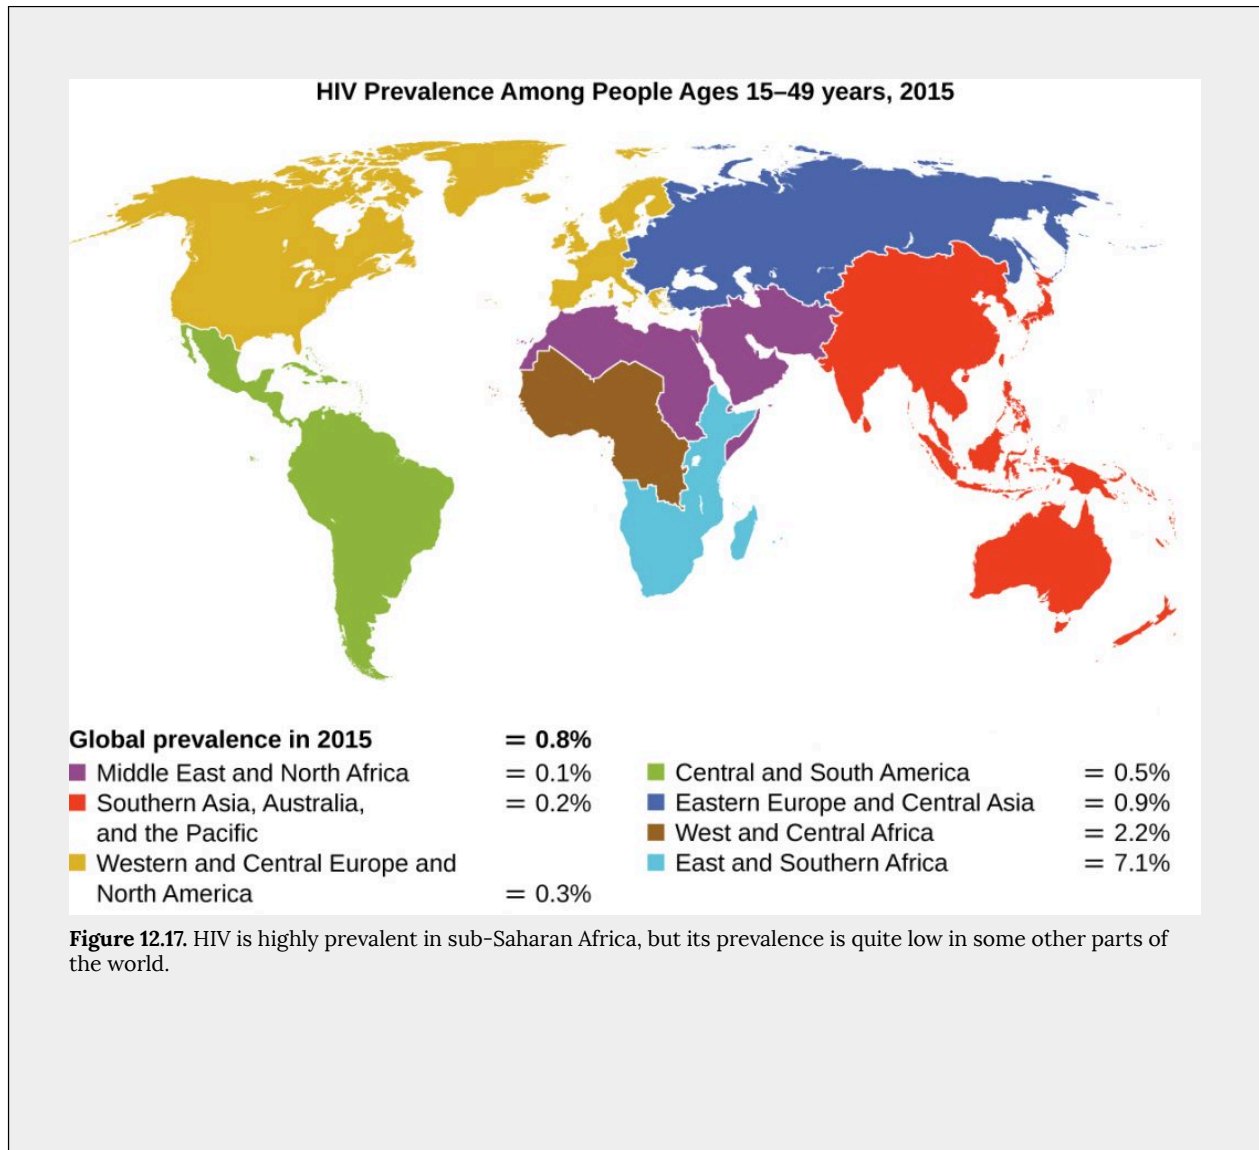 HIV Prevalence Among People Ages 15–49 years, 2015
Global prevalence in 2015 = 0.8%
Middle East and North Africa = 0.1%
Southern Asia, Australia, = 0.2%
and the Pacific
Western and Central Europe and
North America = 0.3%
Central and South America = 0.5%
Eastern Europe and Central Asia = 0.9%
West and Central Africa = 2.2%
East and Southern Africa = 7.1%
Figure 12.17. HIV is highly prevalent in sub-Saharan Africa, but its prevalence is quite low in some other parts of
the world.